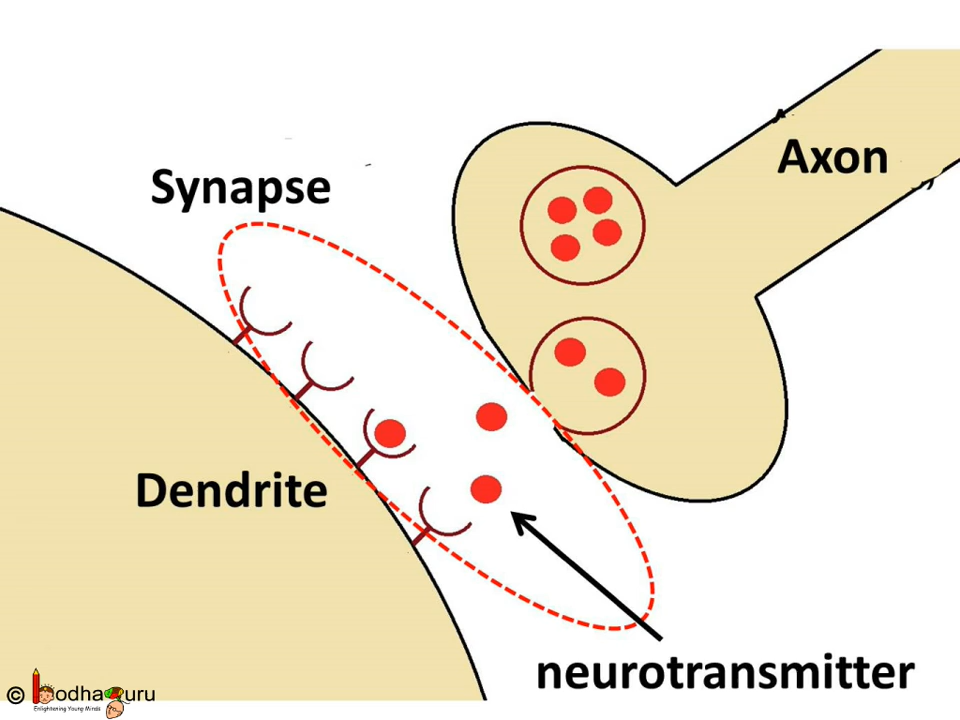 Axon
Synapse
Dendrite
neurotransmitter
© BodhaGuru
Enlightening Young Minds